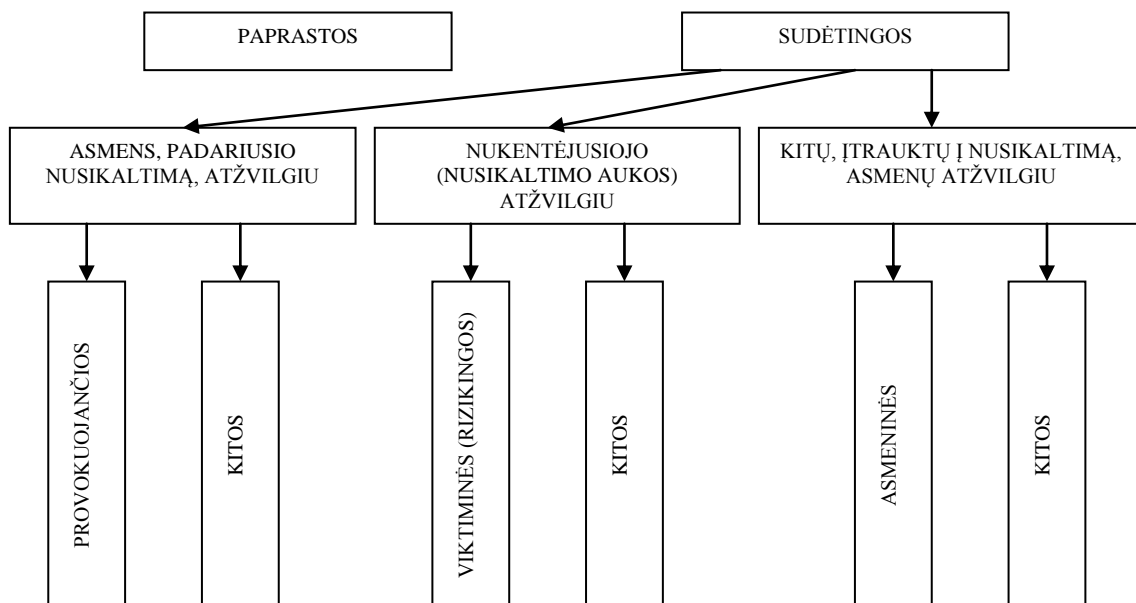 PAPRASTOS
SUDĖTINGOS
ASMENS, PADARIUSIO
NUSIKALTIMĄ, ATŽVILGIU
NUKENTĖJUSIOJO
(NUSIKALTIMO AUKOS)
ATŽVILGIU
KITŲ, ĮTRAUKTŲ Į NUSIKALTIMĄ,
ASMENŲ ATŽVILGIU
PROVOKUOJANČIOS
KITOS
VIKTIMINĖS (RIZIKINGOS)
KITOS
ASMENINĖS
KITOS